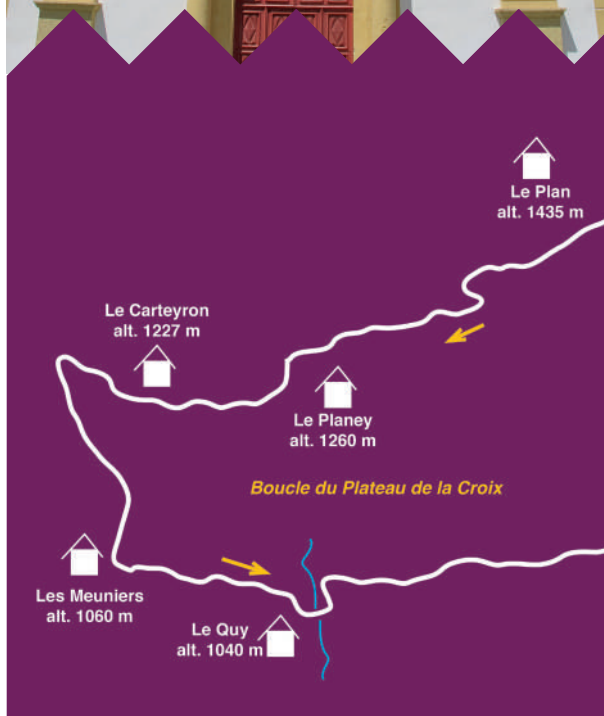 Le Plan
alt. 1435 m
Le Carteyron
alt. 1227 m
Le Planey
alt. 1260 m
Boucle du Plateau de la Croix
Les Meuniers
alt. 1060 m
Le Quy
alt. 1040 m